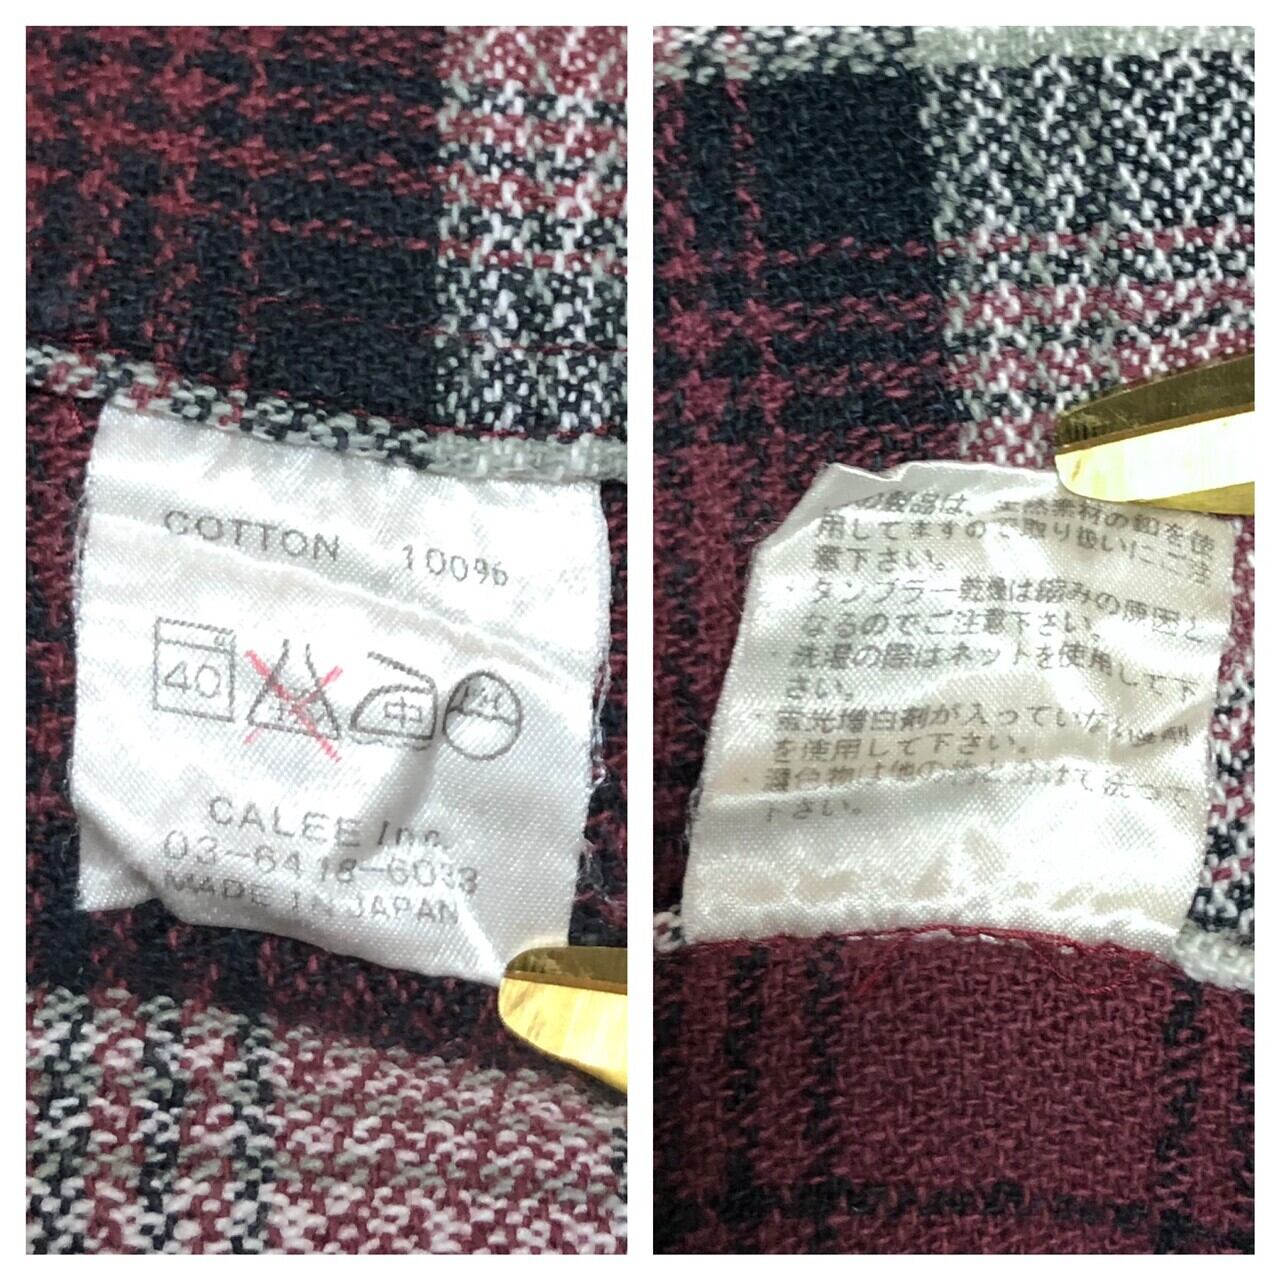 COTTON 100%
40
中
CALEE Inc.
03-6418-6033
MADE IN JAPAN
製品は、天然素材の釦を使
用してますので取り扱いにご注
意下さい。
・タンブラー乾燥は縮みの原因と
なるのでご注意下さい。
・洗濯の際はネットを使用して下
さい。
・蛍光増白剤が入っていない洗剤
を使用して下さい。
・濃色物は他の物と分けて洗って
下さい。